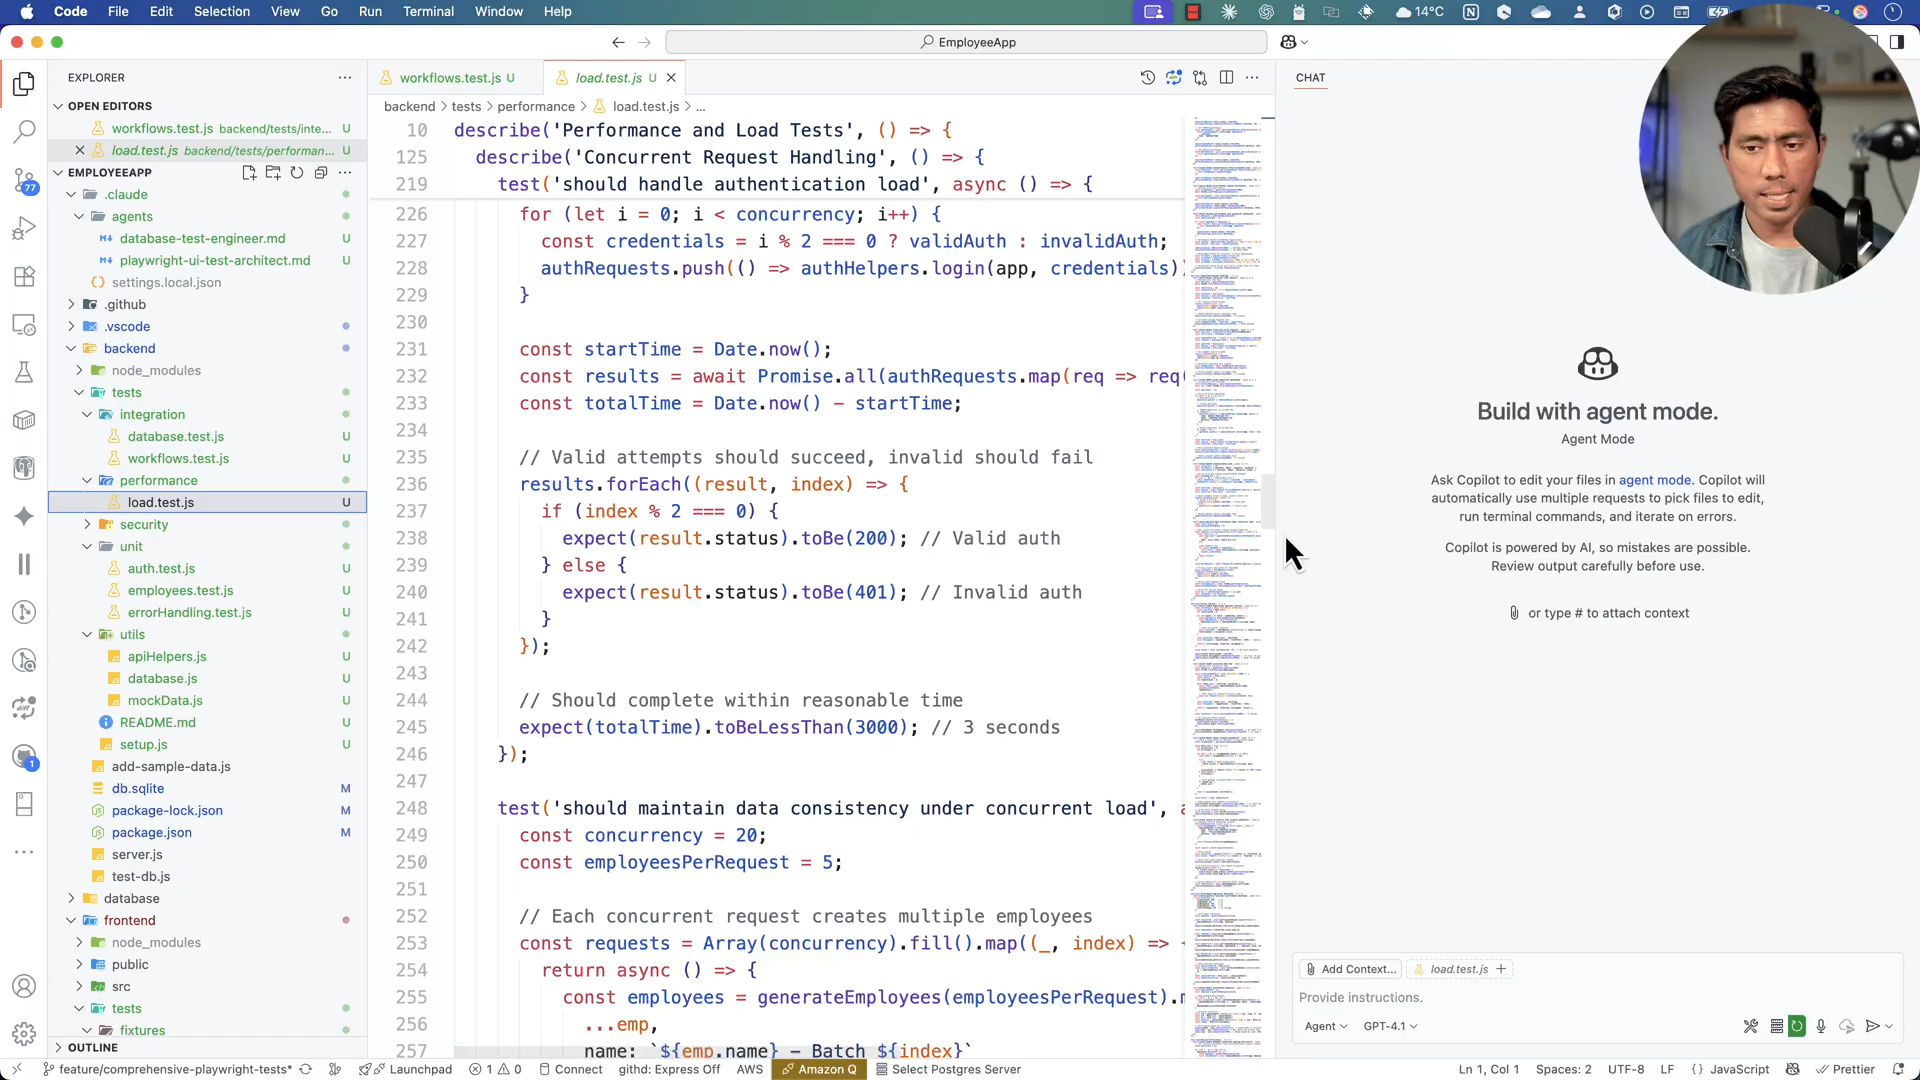 Code File Edit Selection View Go Run Terminal Window Help
14°C
EmployeeApp
EXPLORER
OPEN EDITORS
workflows.test.js backend/tests/inte... U
load.test.js backend/tests/performan... U
EMPLOYEEAPP
.claude
agents
database-test-engineer.md U
playwright-ui-test-architect.md U
settings.local.json
.github
.vscode
backend
node_modules
tests
integration
database.test.js U
workflows.test.js U
performance
load.test.js U
security
unit
auth.test.js U
employees.test.js U
errorHandling.test.js U
utils
apiHelpers.js U
database.js U
mockData.js U
README.md U
setup.js U
add-sample-data.js
db.sqlite M
package-lock.json M
package.json M
server.js
test-db.js
database
frontend
node_modules
public
src
tests
fixtures
OUTLINE
77
1
workflows.test.js U
load.test.js U
backend > tests > performance > load.test.js > ...
10 describe('Performance and Load Tests', () => {
125 describe('Concurrent Request Handling', () => {
219 test('should handle authentication load', async () => {
226 for (let i = 0; i < concurrency; i++) {
227 const credentials = i % 2 === 0 ? validAuth : invalidAuth;
228 authRequests.push(() => authHelpers.login(app, credentials))
229 }
230
231 const startTime = Date.now();
232 const results = await Promise.all(authRequests.map(req => req(
233 const totalTime = Date.now() - startTime;
234
235 // Valid attempts should succeed, invalid should fail
236 results.forEach((result, index) => {
237 if (index % 2 === 0) {
238 expect(result.status).toBe(200); // Valid auth
239 } else {
240 expect(result.status).toBe(401); // Invalid auth
241 }
242 });
243
244 // Should complete within reasonable time
245 expect(totalTime).toBeLessThan(3000); // 3 seconds
246 });
247
248 test('should maintain data consistency under concurrent load', a
249 const concurrency = 20;
250 const employeesPerRequest = 5;
251
252 // Each concurrent request creates multiple employees
253 const requests = Array(concurrency).fill().map((_, index) => {
254 return async () => {
255 const employees = generateEmployees(employeesPerRequest).m
256 ...emp,
257 name: `${emp.name} - Batch ${index}`
CHAT
Build with agent mode.
Agent Mode
Ask Copilot to edit your files in agent mode. Copilot will
automatically use multiple requests to pick files to edit,
run terminal commands, and iterate on errors.
Copilot is powered by AI, so mistakes are possible.
Review output carefully before use.
or type # to attach context
Add Context... load.test.js +
Provide instructions.
Agent GPT-4.1
feature/comprehensive-playwright-tests* Launchpad 1 0 Connect githd: Express Off AWS Amazon Q Select Postgres Server
Ln 1, Col 1 Spaces: 2 UTF-8 LF {} JavaScript Prettier